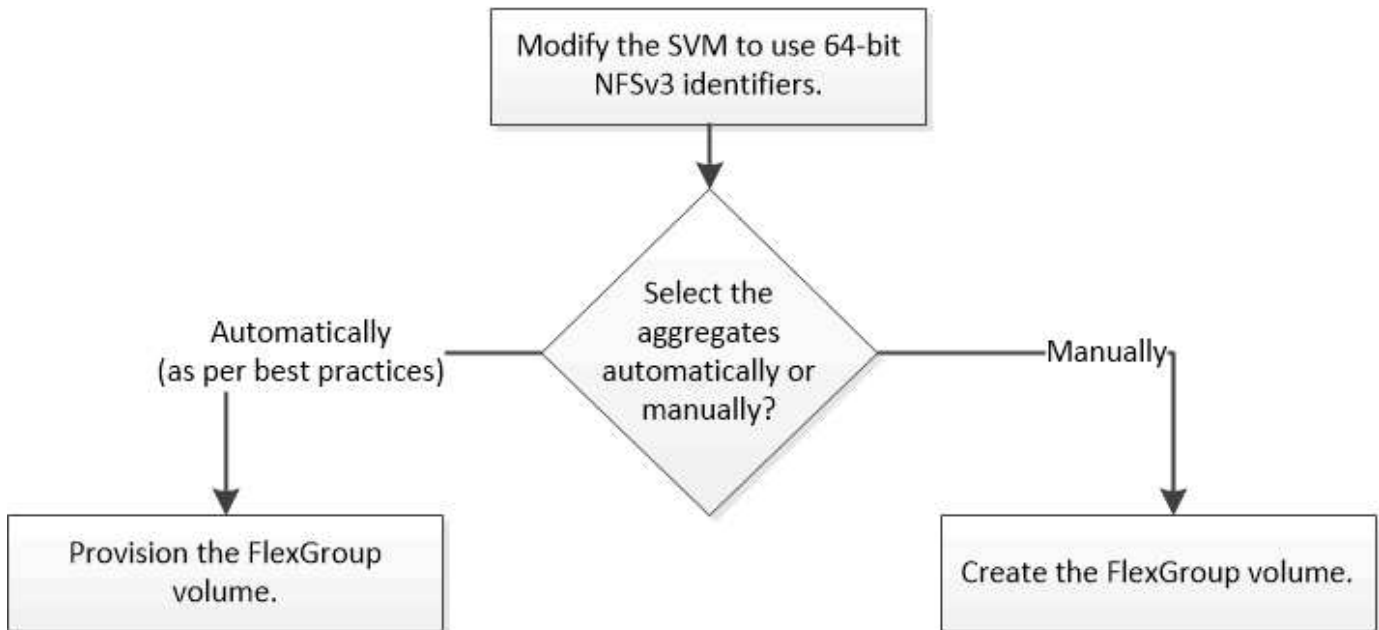 Modify the SVM to use 64-bit
NFSv3 identifiers.
Select the
aggregates
automatically or
manually?
Automatically
(as per best practices)
Manually
Provision the FlexGroup
volume.
Create the FlexGroup volume.